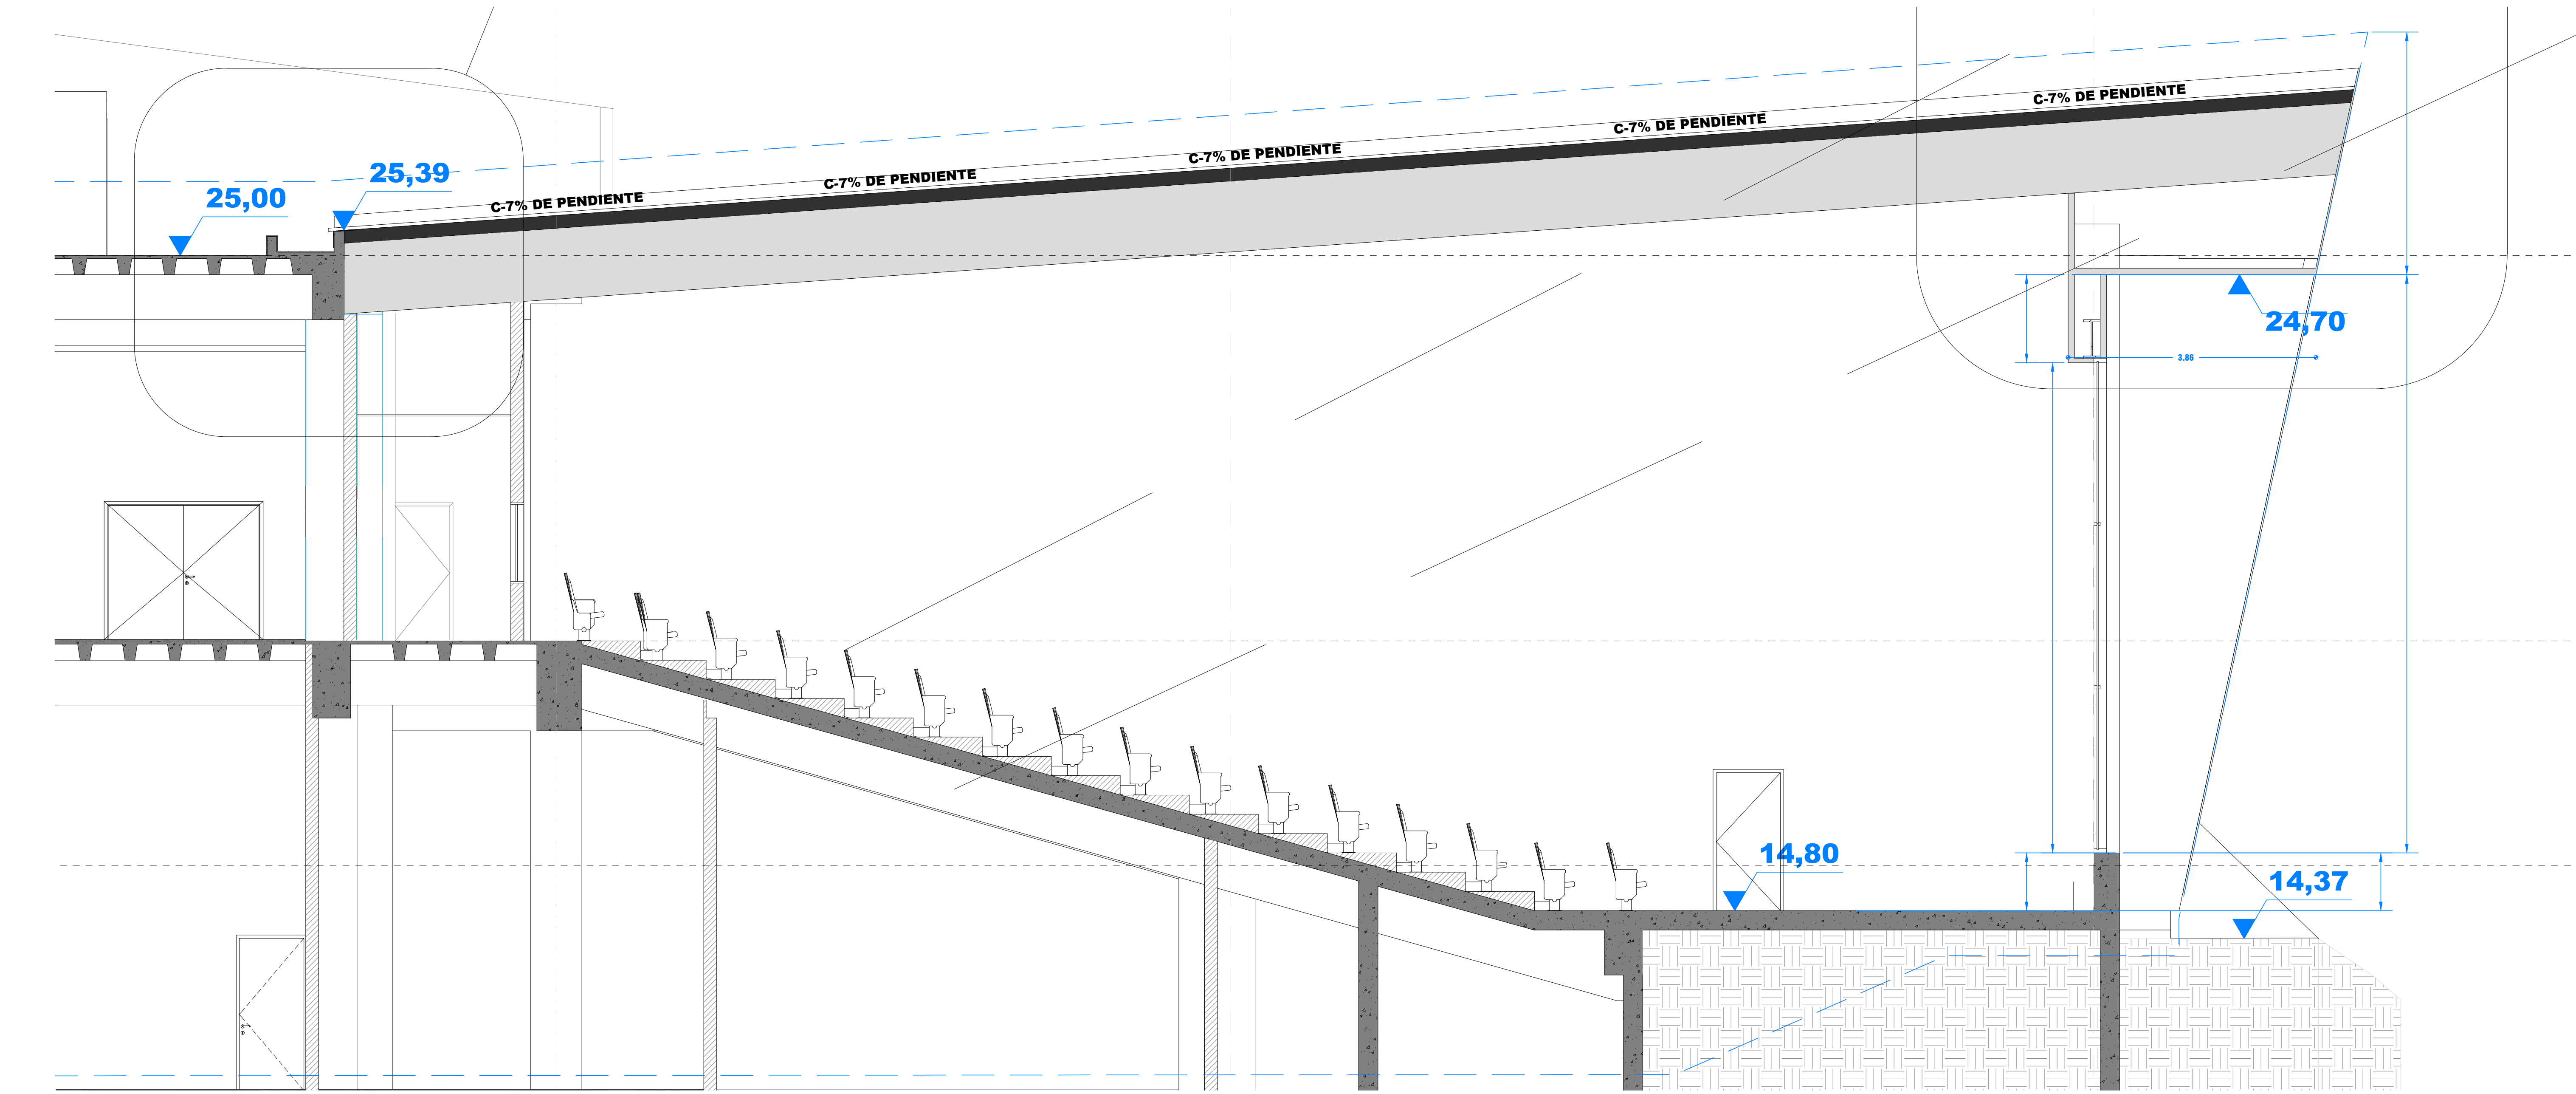 C-7% DE PENDIENTE
C-7% DE PENDIENTE
C-7% DE PENDIENTE
C-7% DE PENDIENTE
C-7% DE PENDIENTE
25,39
25,00
24,70
3.86
14,80
14,37